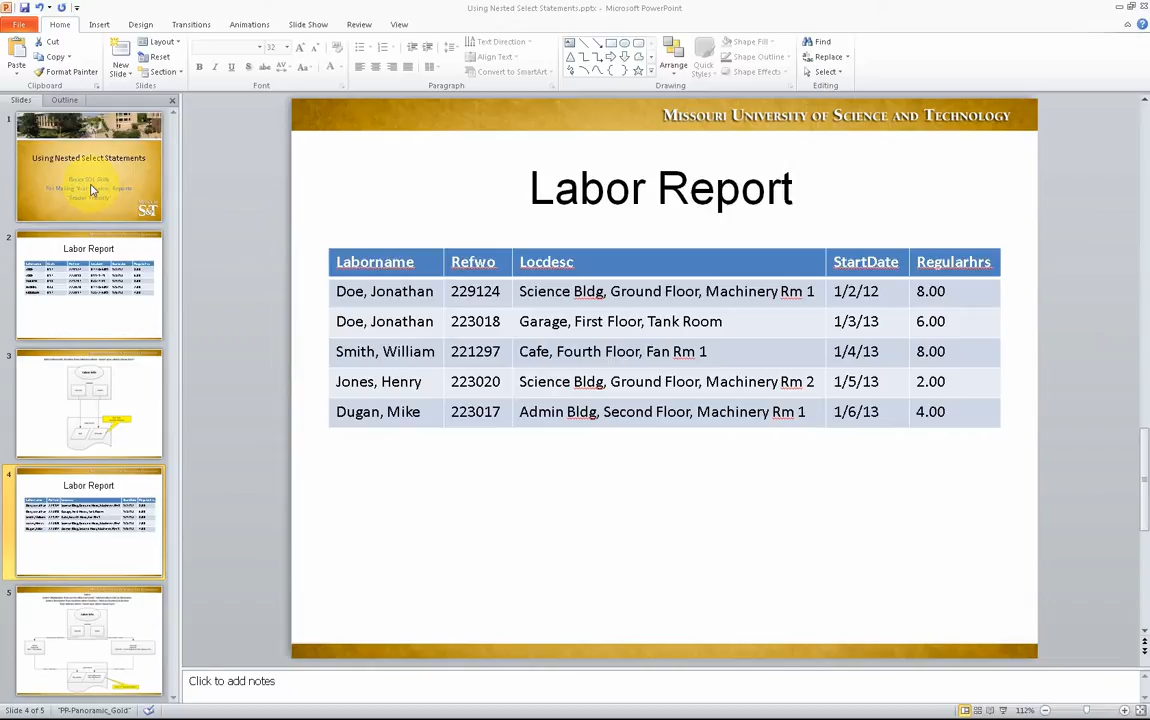 Using Nested Select Statements.pptx - Microsoft PowerPoint
File Home Insert Design Transitions Animations Slide Show Review View
Paste
Cut
Copy
Format Painter
Clipboard
New Slide
Layout
Reset
Section
Slides
32
Font
Text Direction
Align Text
Convert to SmartArt
Paragraph
Arrange
Quick Styles
Shape Fill
Shape Outline
Shape Effects
Drawing
Find
Replace
Select
Editing
Slides Outline
1
Using Nested Select Statements
S&T
2
Labor Report
3
4
Labor Report
5
Missouri University of Science and Technology
Labor Report
Laborname Refwo Locdesc StartDate Regularhrs
Doe, Jonathan 229124 Science Bldg, Ground Floor, Machinery Rm 1 1/2/12 8.00
Doe, Jonathan 223018 Garage, First Floor, Tank Room 1/3/13 6.00
Smith, William 221297 Cafe, Fourth Floor, Fan Rm 1 1/4/13 8.00
Jones, Henry 223020 Science Bldg, Ground Floor, Machinery Rm 2 1/5/13 2.00
Dugan, Mike 223017 Admin Bldg, Second Floor, Machinery Rm 1 1/6/13 4.00
Click to add notes
Slide 4 of 5 "PP-Panoramic_Gold" 112%